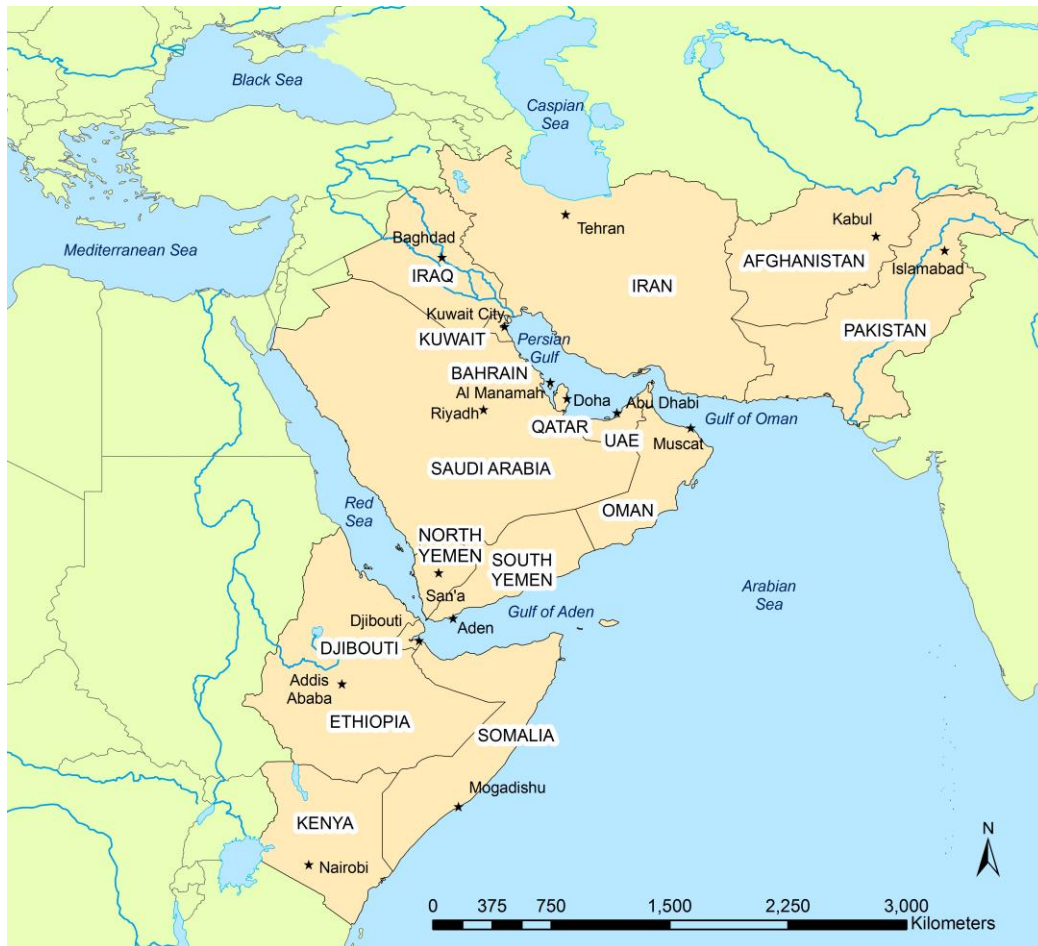 Black Sea
Caspian
Sea
Mediterranean Sea
Tehran
Kabul
Baghdad
AFGHANISTAN
Islamabad
IRAQ
IRAN
Kuwait City
KUWAIT
Persian
Gulf
PAKISTAN
BAHRAIN
Al Manamah
Doha
Abu Dhabi
Riyadh
QATAR
UAE
Gulf of Oman
Muscat
SAUDI ARABIA
Red
Sea
OMAN
NORTH
YEMEN
SOUTH
YEMEN
San'a
Arabian
Sea
Gulf of Aden
Djibouti
Aden
DJIBOUTI
Addis
Ababa
ETHIOPIA
SOMALIA
Mogadishu
KENYA
Nairobi
N
0 375 750 1,500 2,250 3,000
Kilometers